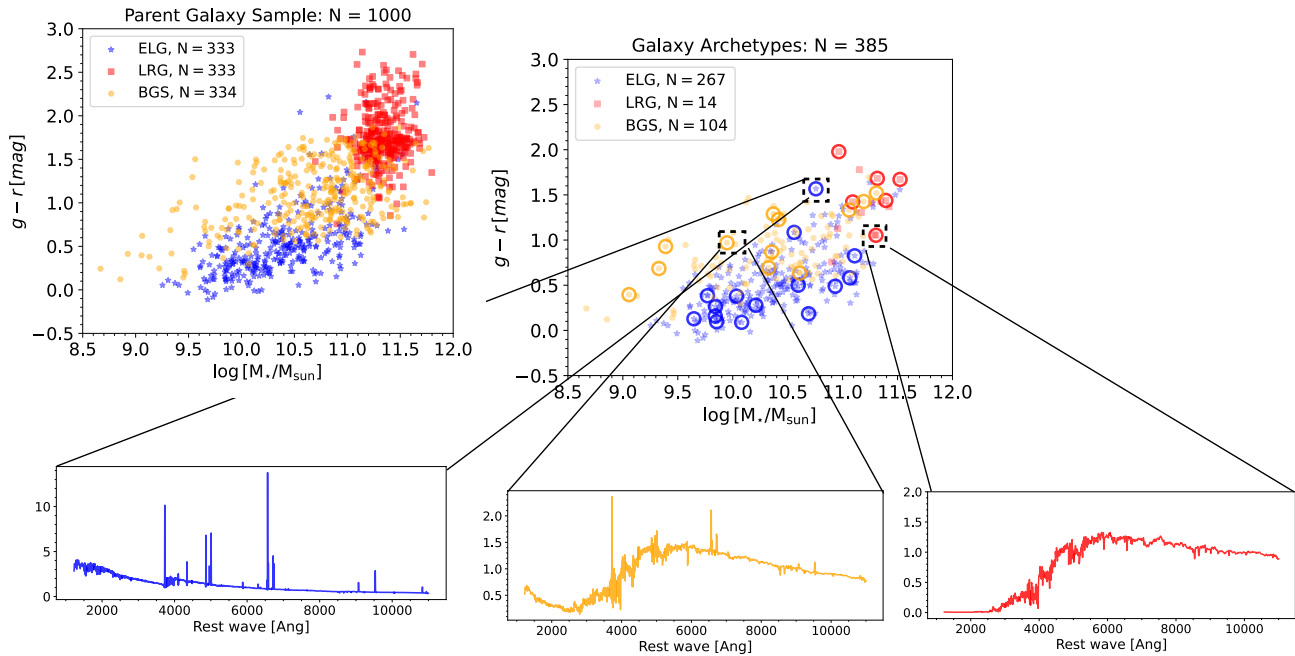 Parent Galaxy Sample: N = 1000
3.0
2.5
2.0
1.5
1.0
0.5
0.0
−0.5
g − r [mag]
ELG, N = 333
LRG, N = 333
BGS, N = 334
8.5 9.0 9.5 10.0 10.5 11.0 11.5 12.0
log [M⋆/Msun]
Galaxy Archetypes: N = 385
3.0
2.5
2.0
1.5
1.0
0.5
0.0
−0.5
g − r [mag]
ELG, N = 267
LRG, N = 14
BGS, N = 104
8.5 9.0 9.5 10.0 10.5 11.0 11.5 12.0
log [M⋆/Msun]
10
5
0
2000 4000 6000 8000 10000
Rest wave [Ang]
2.0
1.5
1.0
0.5
2000 4000 6000 8000 10000
Rest wave [Ang]
2.0
1.5
1.0
0.5
0.0
2000 4000 6000 8000 10000
Rest wave [Ang]